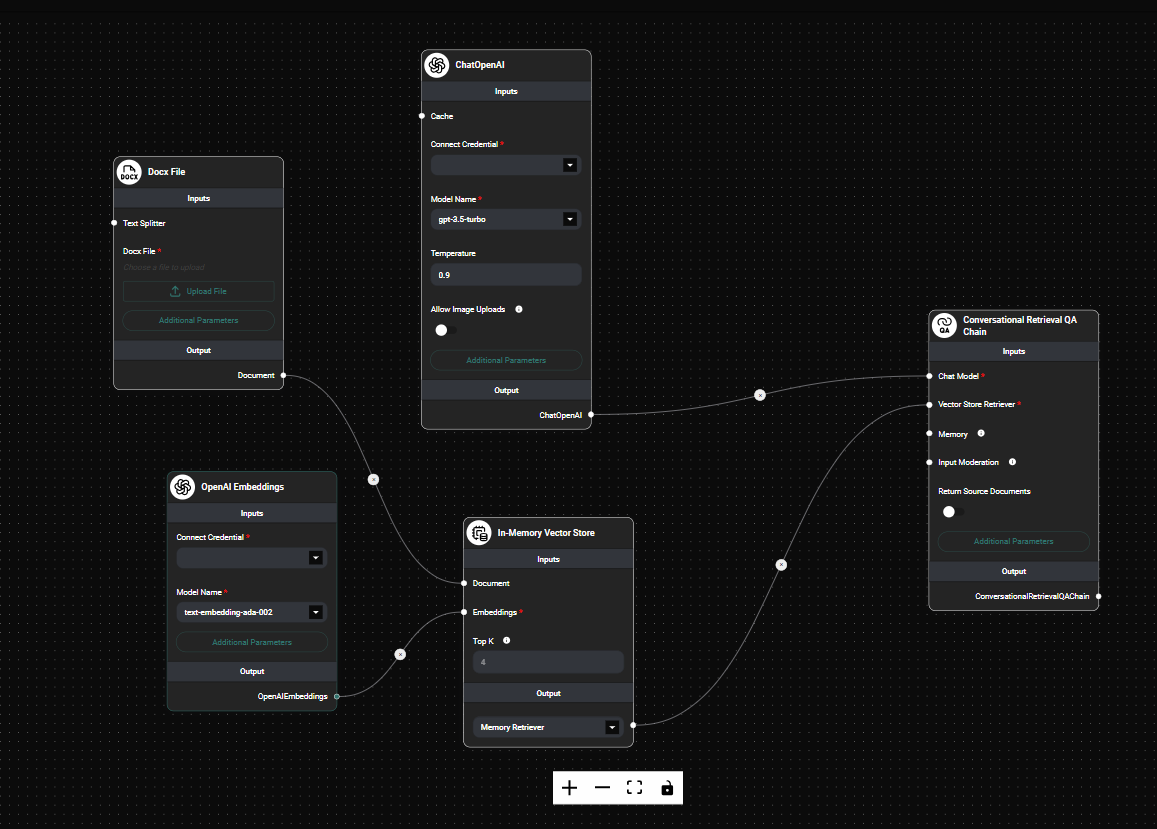 ChatOpenAI
Inputs
Cache
Connect Credential *
Model Name *
gpt-3.5-turbo
Temperature
0.9
Allow Image Uploads
Additional Parameters
Output
ChatOpenAI
DOCX
Docx File
Inputs
Text Splitter
Docx File *
Choose a file to upload
Upload File
Additional Parameters
Output
Document
OpenAI Embeddings
Inputs
Connect Credential *
Model Name *
text-embedding-ada-002
Additional Parameters
Output
OpenAIEmbeddings
In-Memory Vector Store
Inputs
Document
Embeddings *
Top K
4
Output
Memory Retriever
QA
Conversational Retrieval QA
Chain
Inputs
Chat Model *
Vector Store Retriever *
Memory
Input Moderation
Return Source Documents
Additional Parameters
Output
ConversationalRetrievalQAChain